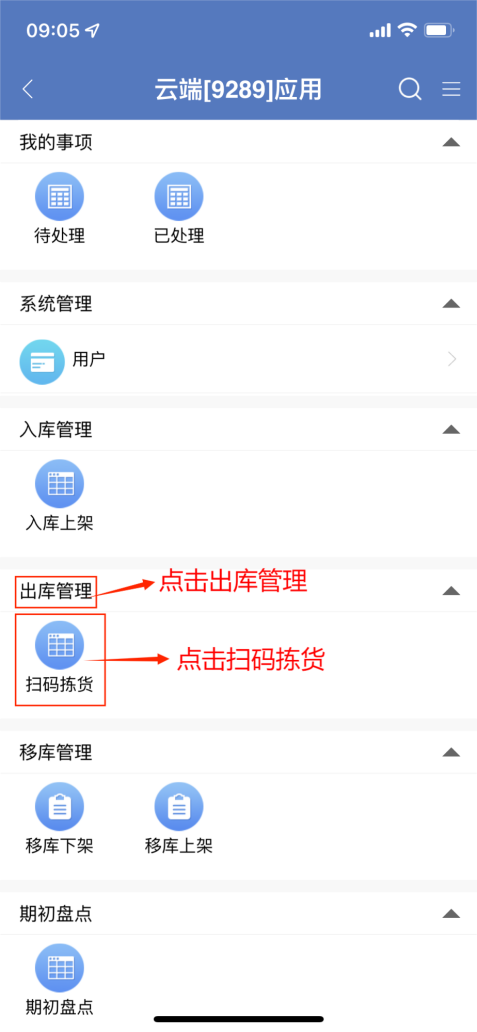 09:05
云端[9289]应用
我的事项
待处理
已处理
系统管理
用户
入库管理
入库上架
出库管理
点击出库管理
扫码拣货
点击扫码拣货
移库管理
移库下架
移库上架
期初盘点
期初盘点